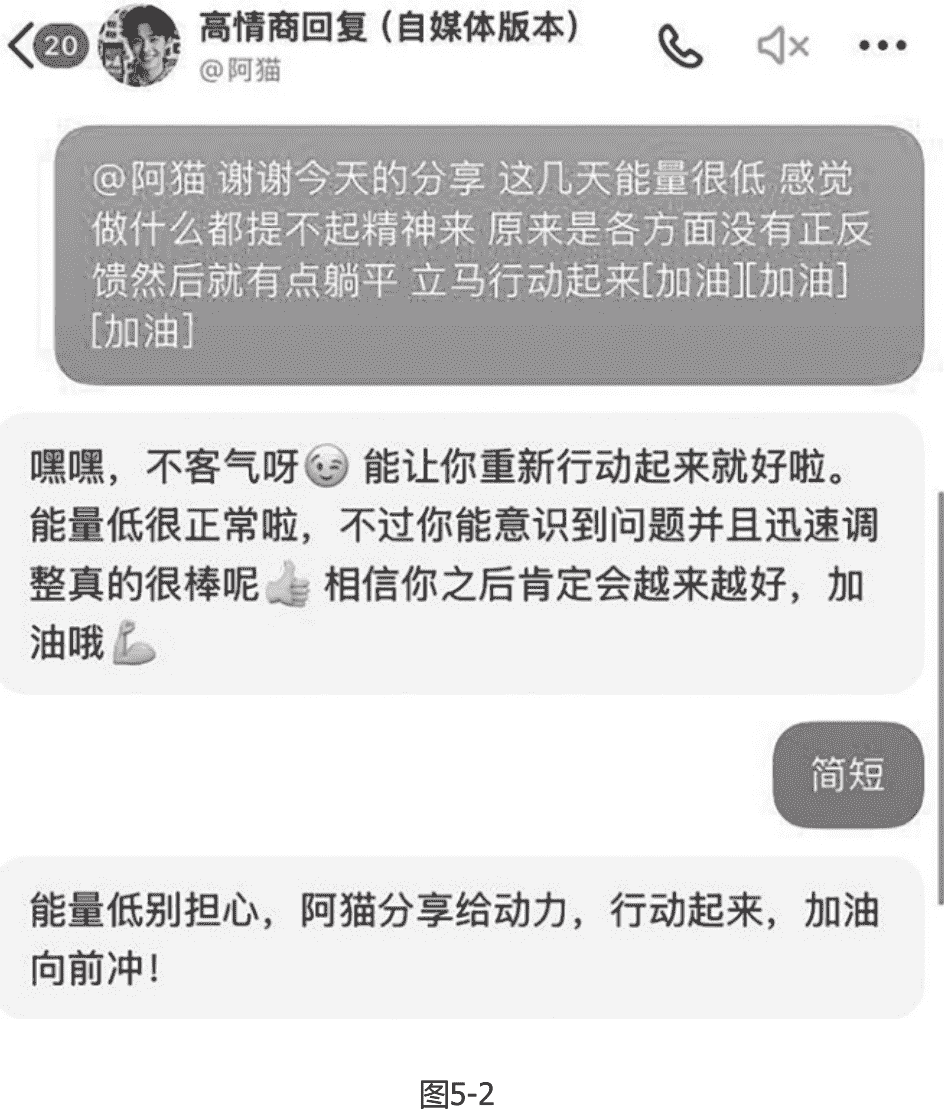 20
高情商回复（自媒体版本）
@阿猫
@阿猫 谢谢今天的分享 这几天能量很低 感觉
做什么都提不起精神来 原来是各方面没有正反
馈然后就有点躺平 立马行动起来[加油][加油]
[加油]
嘿嘿，不客气呀😉 能让你重新行动起来就好啦。
能量低很正常啦，不过你能意识到问题并且迅速调
整真的很棒呢👍 相信你之后肯定会越来越好，加
油哦💪
简短
能量低别担心，阿猫分享给动力，行动起来，加油
向前冲！
图5-2